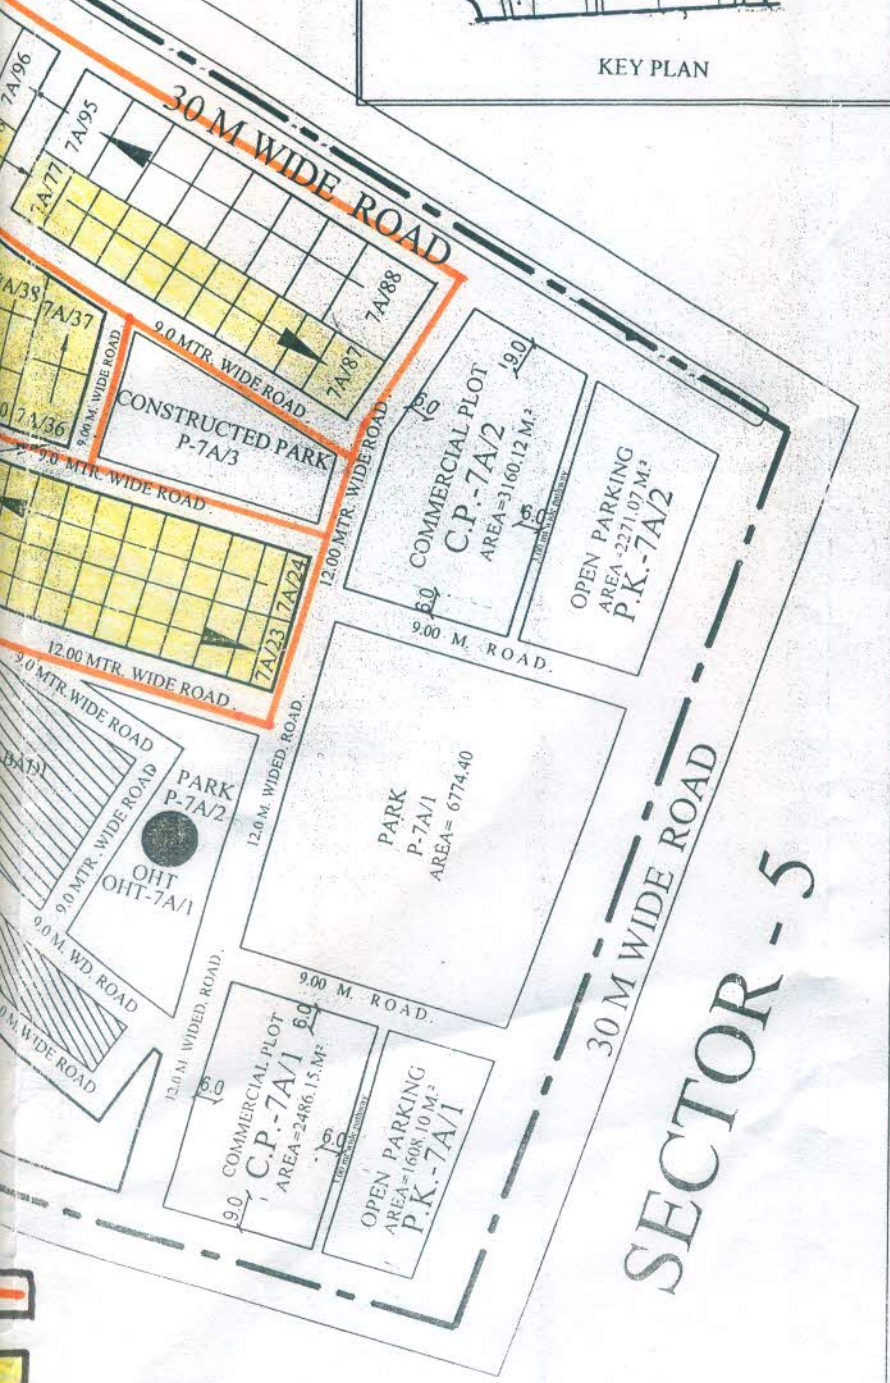 KEY PLAN
7A/96
7A/95
7A/77
30 M WIDE ROAD
7A/88
7A/87
7A/38
7A/37
7A/36
9.0 MTR. WIDE ROAD
9.00 M. WIDE ROAD.
CONSTRUCTED PARK
P-7A/3
9.0 MTR. WIDE ROAD.
12.00 MTR. WIDE ROAD.
7A/24
7A/23
12.00 MTR. WIDE ROAD.
9.0 MTR. WIDE ROAD
9.0
6.0
COMMERCIAL PLOT
C.P.-7A/2
AREA=3160.12 M.²
6.0
6.0
OPEN PARKING
AREA=2271.07 M.²
P.K.-7A/2
9.00 M. ROAD.
12.0 M. WIDED. ROAD.
PARK
P-7A/1
AREA= 6774.40
PARK
P-7A/2
OHT
OHT-7A/1
9.0 MTR. WIDE ROAD
9.0 M. WD. ROAD
M. WIDE ROAD
12.0 M. WIDED. ROAD.
9.00 M. ROAD.
6.0
6.0
COMMERCIAL PLOT
C.P.-7A/1
AREA=2486.15 M.²
9.0
6.0
OPEN PARKING
AREA=1608.10 M.²
P.K.-7A/1
30 M WIDE ROAD
SECTOR - 5